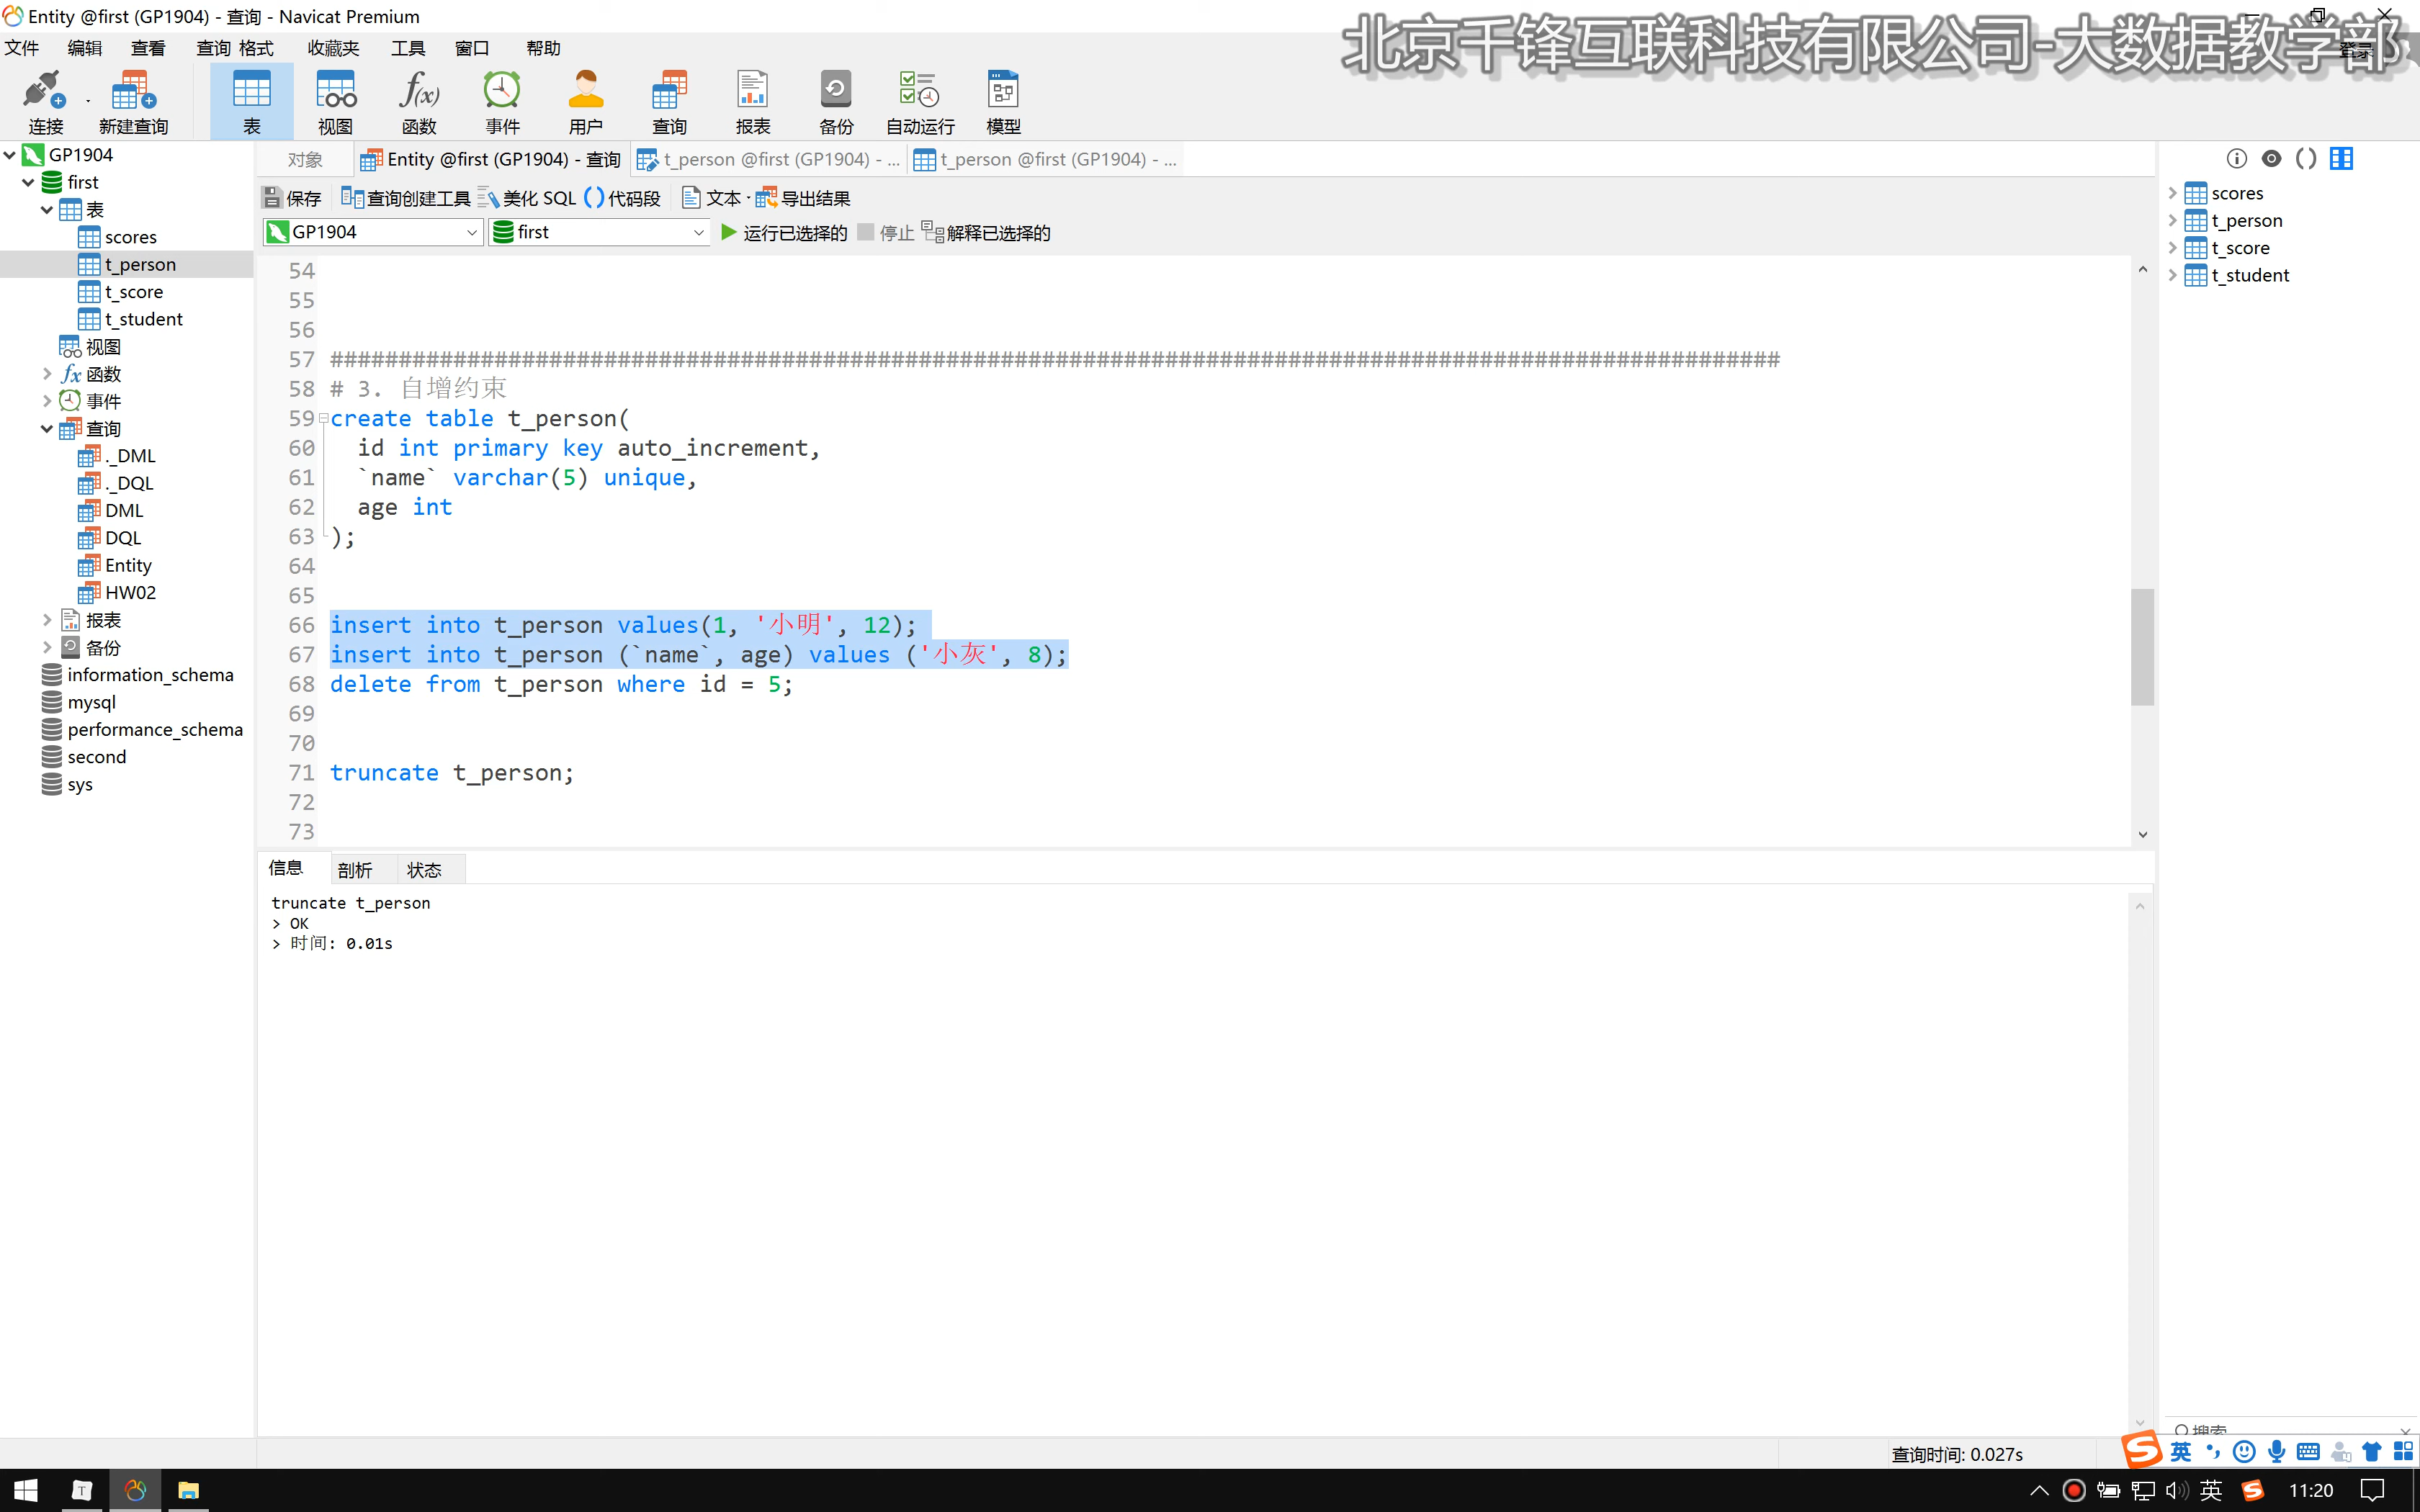 Entity @first (GP1904) - 查询 - Navicat Premium
北京千锋互联科技有限公司-大数据教学部
文件 编辑 查看 查询 格式 收藏夹 工具 窗口 帮助
登录
连接 新建查询 表 视图 函数 事件 用户 查询 报表 备份 自动运行 模型
GP1904
first
表
scores
t_person
t_score
t_student
视图
函数
事件
查询
._DML
._DQL
DML
DQL
Entity
HW02
报表
备份
information_schema
mysql
performance_schema
second
sys
对象 Entity @first (GP1904) - 查询 t_person @first (GP1904) - ... t_person @first (GP1904) - ...
保存 查询创建工具 美化 SQL () 代码段 文本 导出结果
GP1904 first 运行已选择的 停止 解释已选择的
54
55
56
57 ##########################################################################################################
58 # 3. 自增约束
59 create table t_person(
60 id int primary key auto_increment,
61 `name` varchar(5) unique,
62 age int
63 );
64
65
66 insert into t_person values(1, '小明', 12);
67 insert into t_person (`name`, age) values ('小灰', 8);
68 delete from t_person where id = 5;
69
70
71 truncate t_person;
72
73
信息 剖析 状态
truncate t_person
> OK
> 时间: 0.01s
scores
t_person
t_score
t_student
搜索
查询时间: 0.027s
英
英 11:20